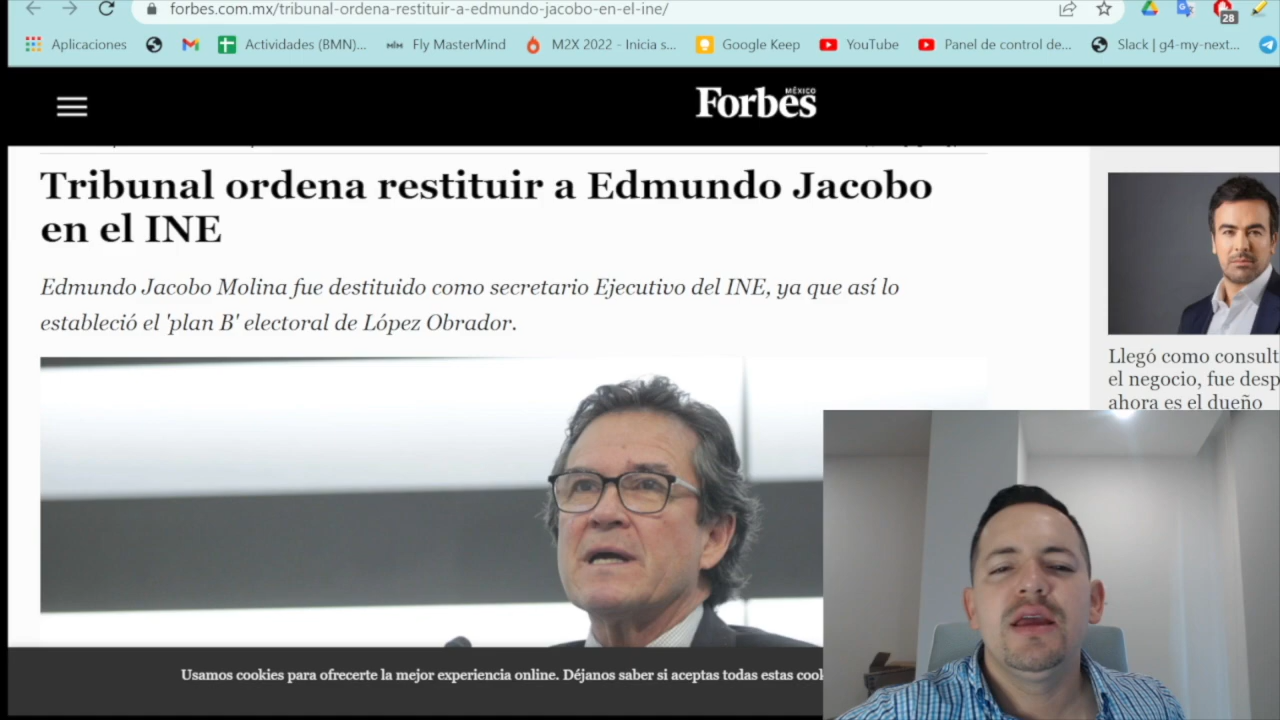 forbes.com.mx/tribunal-ordena-restituir-a-edmundo-jacobo-en-el-ine/
28
Aplicaciones
Actividades (BMN)...
Fly MasterMind
M2X 2022 - Inicia s...
Google Keep
YouTube
Panel de control de...
Slack | g4-my-next...
Forbes
MÉXICO
Tribunal ordena restituir a Edmundo Jacobo
en el INE
Edmundo Jacobo Molina fue destituido como secretario Ejecutivo del INE, ya que así lo
estableció el 'plan B' electoral de López Obrador.
Llegó como consult
el negocio, fue desp
ahora es el dueño
Usamos cookies para ofrecerte la mejor experiencia online. Déjanos saber si aceptas todas estas cook